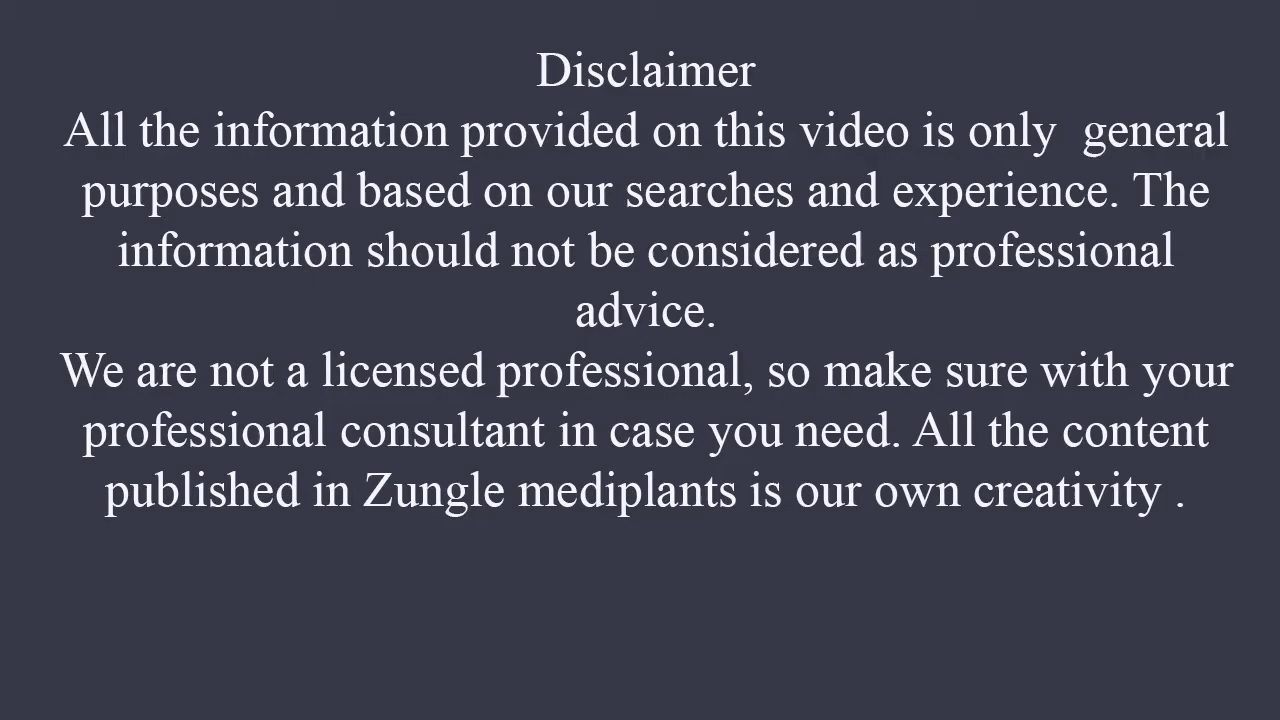 Disclaimer
All the information provided on this video is only  general
purposes and based on our searches and experience. The
information should not be considered as professional
advice.
We are not a licensed professional, so make sure with your
professional consultant in case you need. All the content
published in Zungle mediplants is our own creativity .